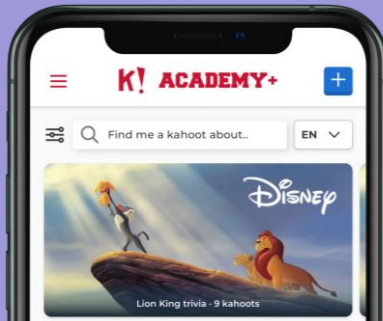 K! ACADEMY+
Find me a kahoot about..
EN
Disney
Lion King trivia - 9 kahoots